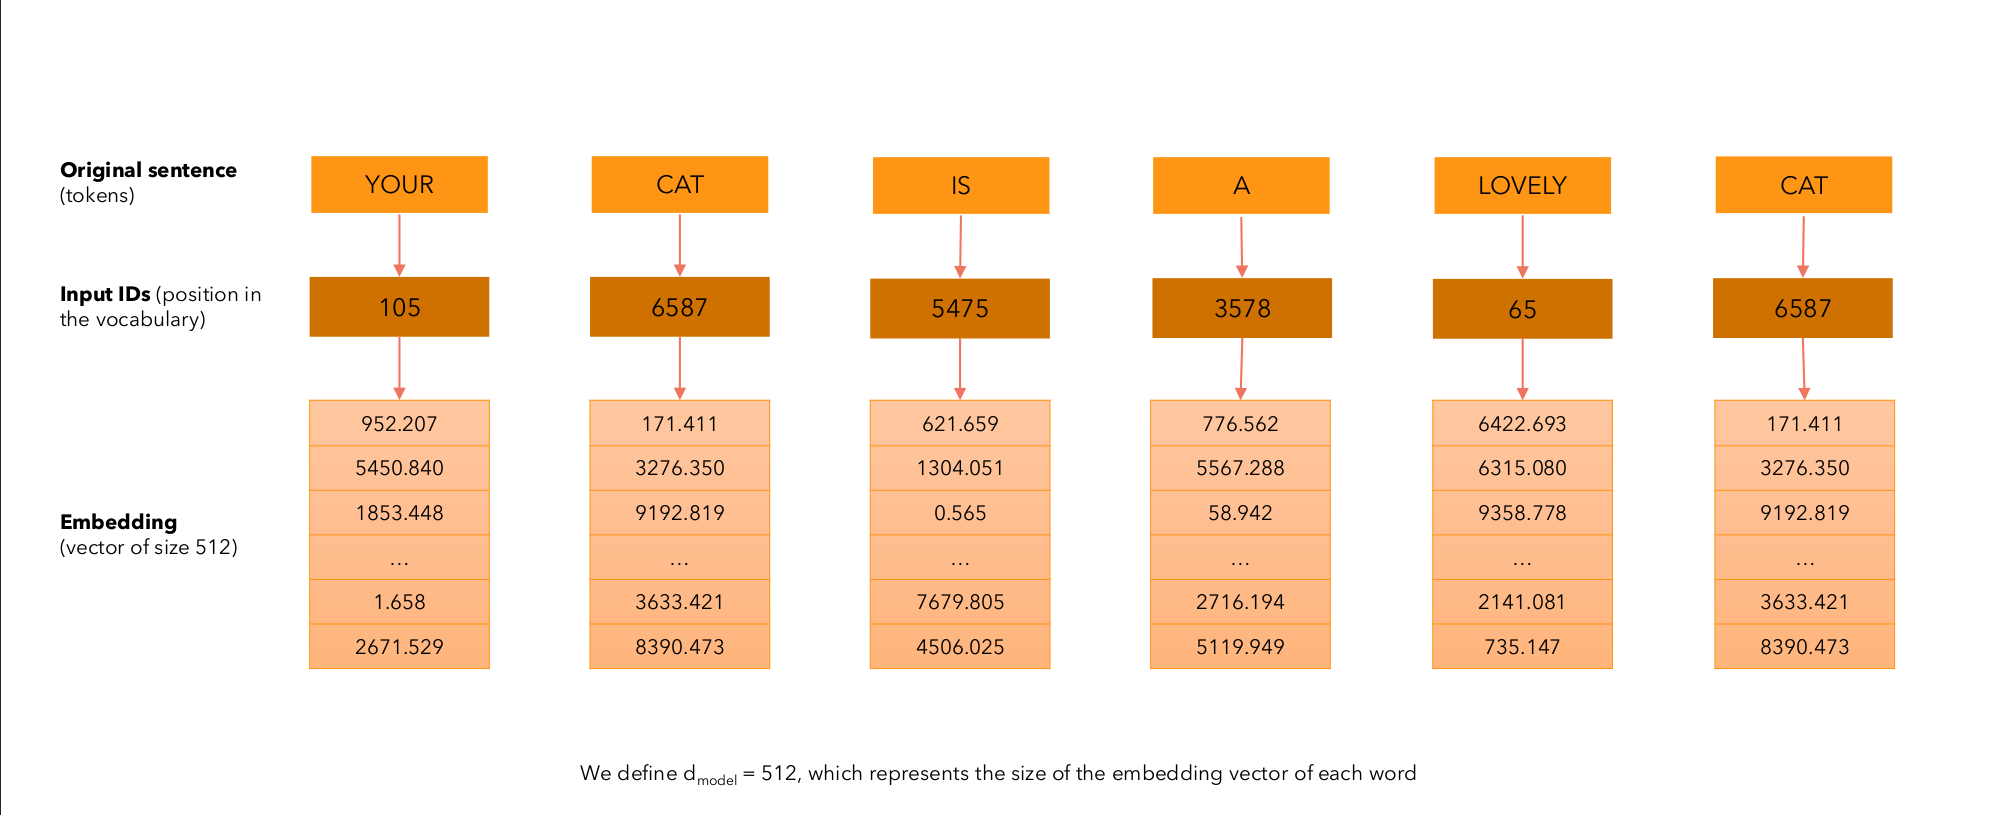 Original sentence
(tokens)
YOUR CAT IS A LOVELY CAT
Input IDs (position in
the vocabulary)
105 6587 5475 3578 65 6587
Embedding
(vector of size 512)
952.207 171.411 621.659 776.562 6422.693 171.411
5450.840 3276.350 1304.051 5567.288 6315.080 3276.350
1853.448 9192.819 0.565 58.942 9358.778 9192.819
... ... ... ... ... ...
1.658 3633.421 7679.805 2716.194 2141.081 3633.421
2671.529 8390.473 4506.025 5119.949 735.147 8390.473
We define dmodel = 512, which represents the size of the embedding vector of each word